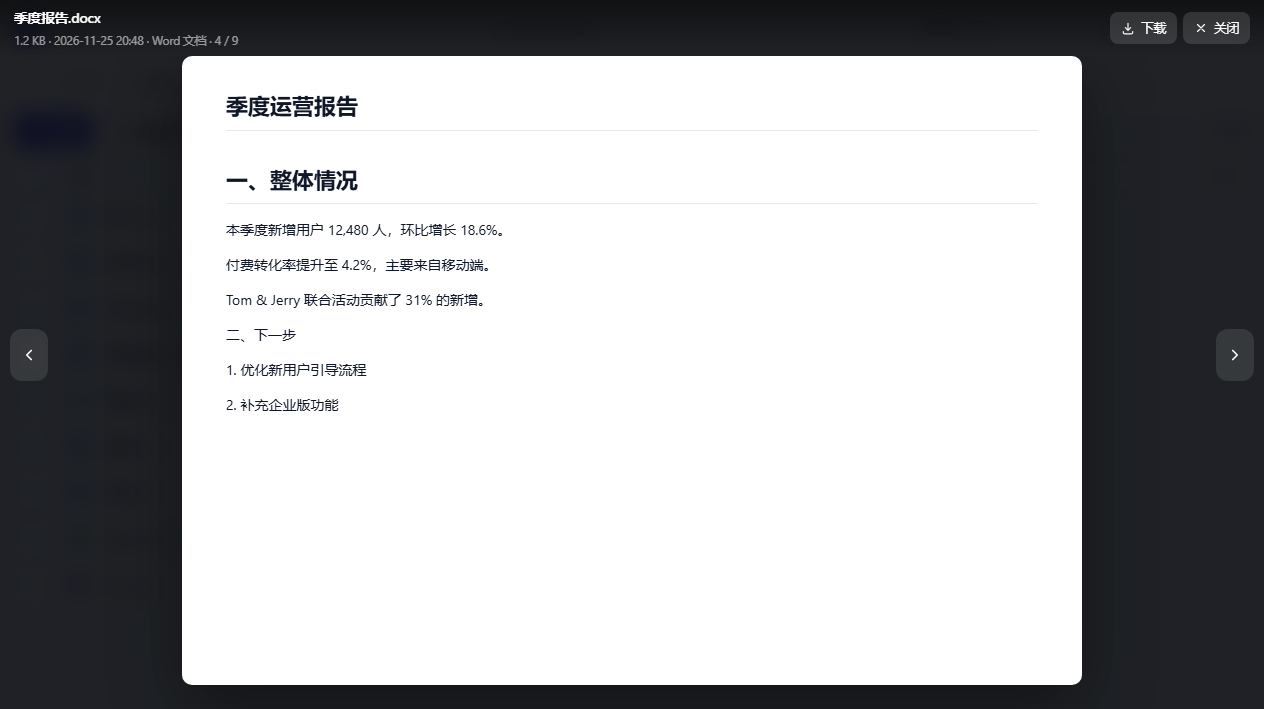 季度报告.docx
1.2 KB · 2026-11-25 20:48 · Word 文档 · 4 / 9
下载
关闭
季度运营报告
一、整体情况
本季度新增用户 12,480 人，环比增长 18.6%。
付费转化率提升至 4.2%，主要来自移动端。
Tom & Jerry 联合活动贡献了 31% 的新增。
二、下一步
1. 优化新用户引导流程
2. 补充企业版功能